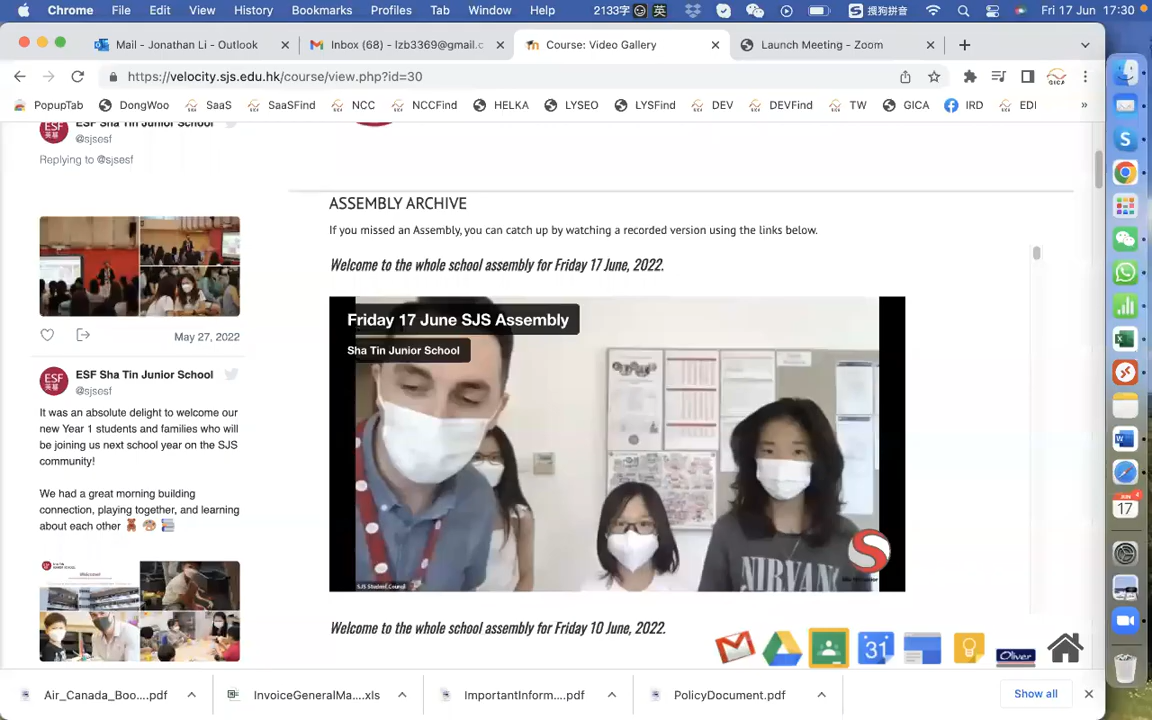 Chrome File Edit View History Bookmarks Profiles Tab Window Help 2133字 英 搜狗拼音 Fri 17 Jun 17:30
Mail - Jonathan Li - Outlook Inbox (68) - lzb3369@gmail.c Course: Video Gallery Launch Meeting - Zoom
https://velocity.sjs.edu.hk/course/view.php?id=30
PopupTab DongWoo SaaS SaaSFind NCC NCCFind HELKA LYSEO LYSFind DEV DEVFind TW GICA IRD EDI »
ESF Sha Tin Junior School
@sjsesf
Replying to @sjsesf
May 27, 2022
ESF Sha Tin Junior School
@sjsesf
It was an absolute delight to welcome our
new Year 1 students and families who will
be joining us next school year on the SJS
community!
We had a great morning building
connection, playing together, and learning
about each other
ASSEMBLY ARCHIVE
If you missed an Assembly, you can catch up by watching a recorded version using the links below.
Welcome to the whole school assembly for Friday 17 June, 2022.
Friday 17 June SJS Assembly
Sha Tin Junior School
NIRVANA
SJS Student Council
Welcome to the whole school assembly for Friday 10 June, 2022.
31
Oliver
Air_Canada_Boo....pdf InvoiceGeneralMa....xls ImportantInform....pdf PolicyDocument.pdf Show all
JUN
17